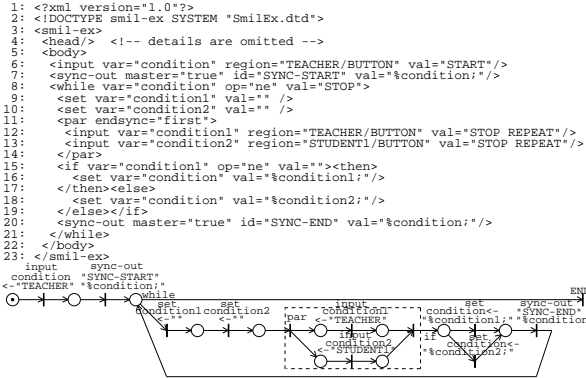 1: <?xml version="1.0"?>
2: <!DOCTYPE smil-ex SYSTEM "SmilEx.dtd">
3: <smil-ex>
4: <head/> <!-- details are omitted -->
5: <body>
6: <input var="condition" region="TEACHER/BUTTON" val="START"/>
7: <sync-out master="true" id="SYNC-START" val="%condition;"/>
8: <while var="condition" op="ne" val="STOP">
9: <set var="condition1" val="" />
10: <set var="condition2" val="" />
11: <par endsync="first">
12: <input var="condition1" region="TEACHER/BUTTON" val="STOP REPEAT"/>
13: <input var="condition2" region="STUDENT1/BUTTON" val="STOP REPEAT"/>
14: </par>
15: <if var="condition1" op="ne" val=""><then>
16: <set var="condition" val="%condition1;"/>
17: </then><else>
18: <set var="condition" val="%condition2;"/>
19: </else></if>
20: <sync-out master="true" id="SYNC-END" val="%condition;"/>
21: </while>
22: </body>
23: </smil-ex>
input condition <-"TEACHER"
sync-out "SYNC-START" "%condition;"
while
set condition1 <-""
set condition2 <-""
par
input condition1 <-"TEACHER"
input condition2 <-"STUDENT1"
if
set condition<- "%condition1;"
set condition<- "%condition2;"
sync-out "SYNC-END"
END